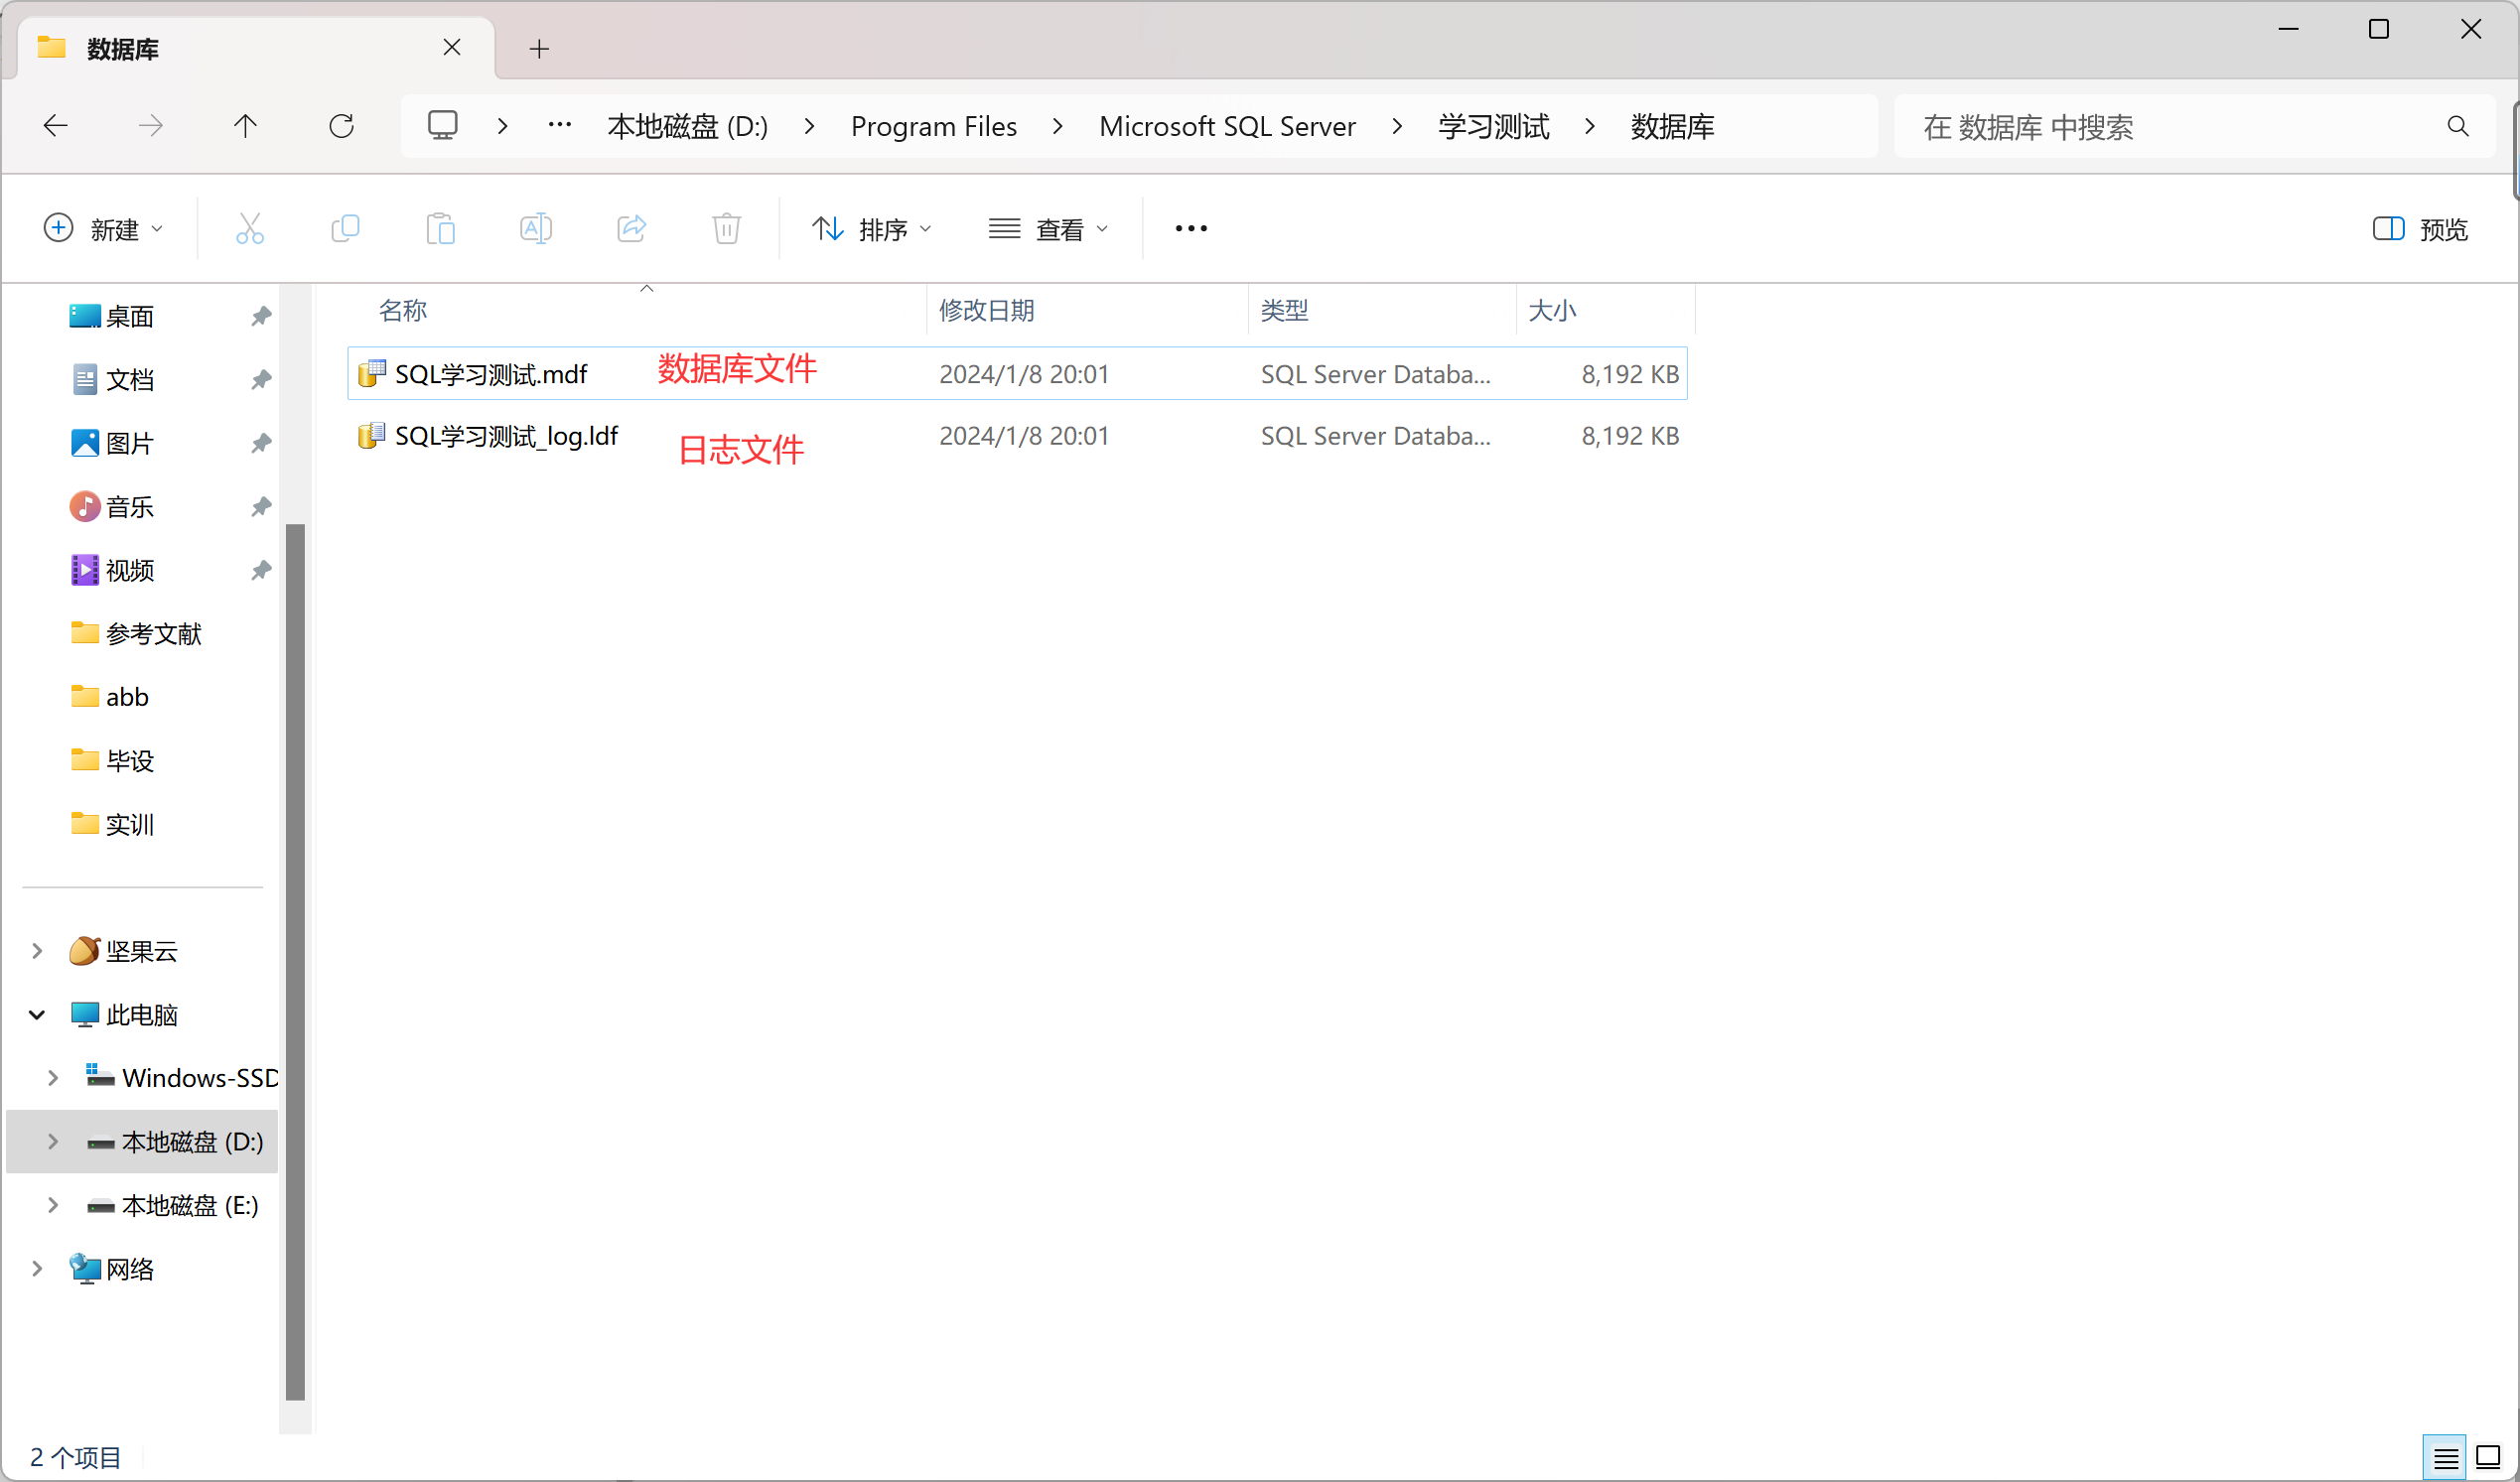 数据库
本地磁盘 (D:) Program Files Microsoft SQL Server 学习测试 数据库
在 数据库 中搜索
新建 排序 查看 预览
名称 修改日期 类型 大小
SQL学习测试.mdf 数据库文件 2024/1/8 20:01 SQL Server Databa... 8,192 KB
SQL学习测试_log.ldf 日志文件 2024/1/8 20:01 SQL Server Databa... 8,192 KB
桌面
文档
图片
音乐
视频
参考文献
abb
毕设
实训
坚果云
此电脑
Windows-SSD
本地磁盘 (D:)
本地磁盘 (E:)
网络
2 个项目